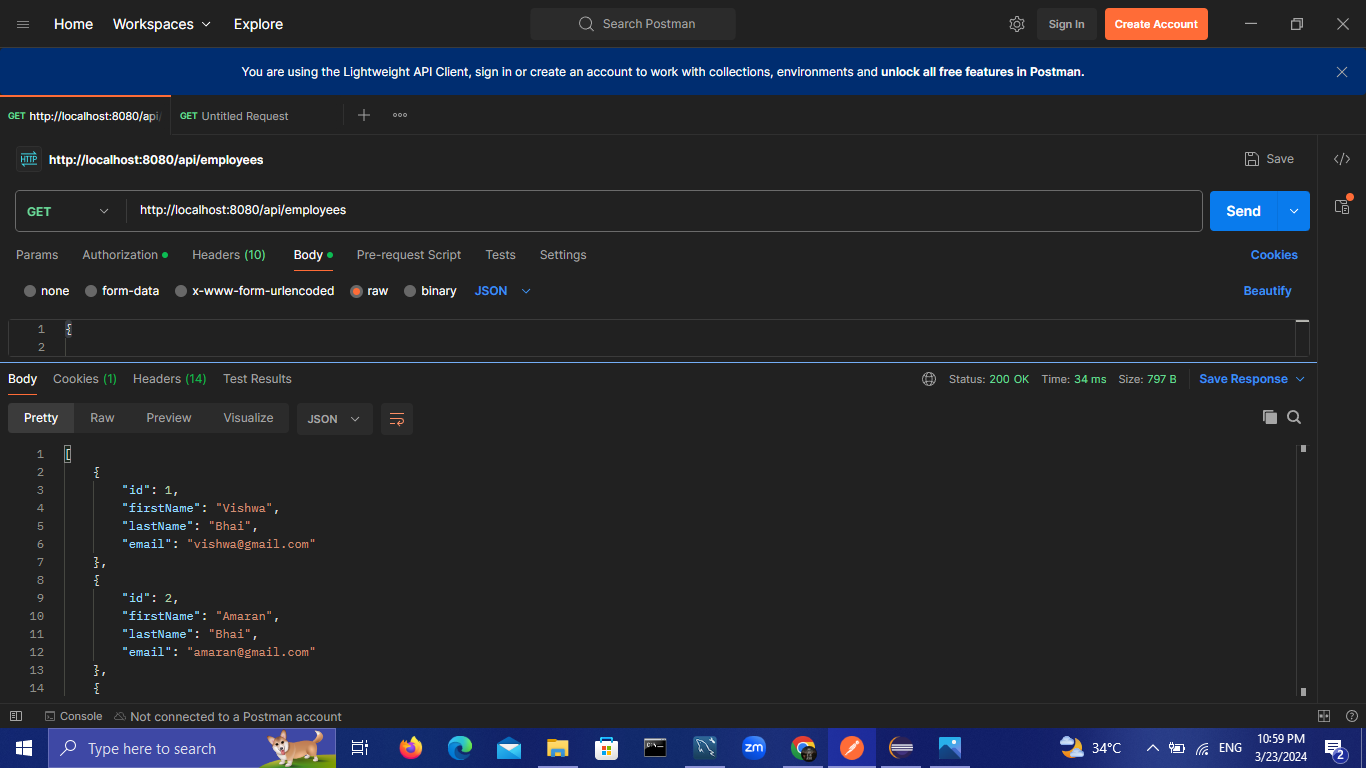 Home Workspaces Explore Search Postman Sign In Create Account
You are using the Lightweight API Client, sign in or create an account to work with collections, environments and unlock all free features in Postman.
GET http://localhost:8080/api/ GET Untitled Request
HTTP http://localhost:8080/api/employees Save
GET http://localhost:8080/api/employees Send
Params Authorization Headers (10) Body Pre-request Script Tests Settings Cookies
none form-data x-www-form-urlencoded raw binary JSON Beautify
1 {
2
Body Cookies (1) Headers (14) Test Results Status: 200 OK Time: 34 ms Size: 797 B Save Response
Pretty Raw Preview Visualize JSON
1 [
2 {
3 "id": 1,
4 "firstName": "Vishwa",
5 "lastName": "Bhai",
6 "email": "vishwa@gmail.com"
7 },
8 {
9 "id": 2,
10 "firstName": "Amaran",
11 "lastName": "Bhai",
12 "email": "amaran@gmail.com"
13 },
14 {
Console Not connected to a Postman account
Type here to search zm 34°C ENG 10:59 PM
3/23/2024 2